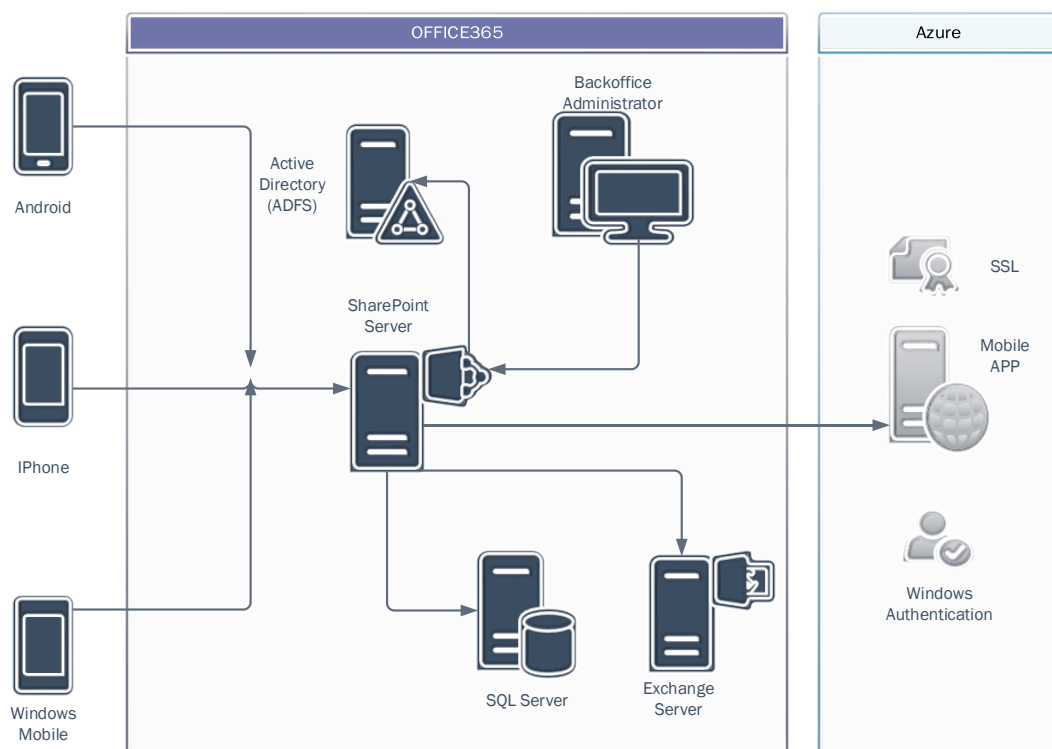 OFFICE365
Azure
Backoffice
Administrator
Active
Directory
(ADFS)
Android
SSL
SharePoint
Server
Mobile
APP
IPhone
Windows
Authentication
SQL Server
Exchange
Server
Windows
Mobile